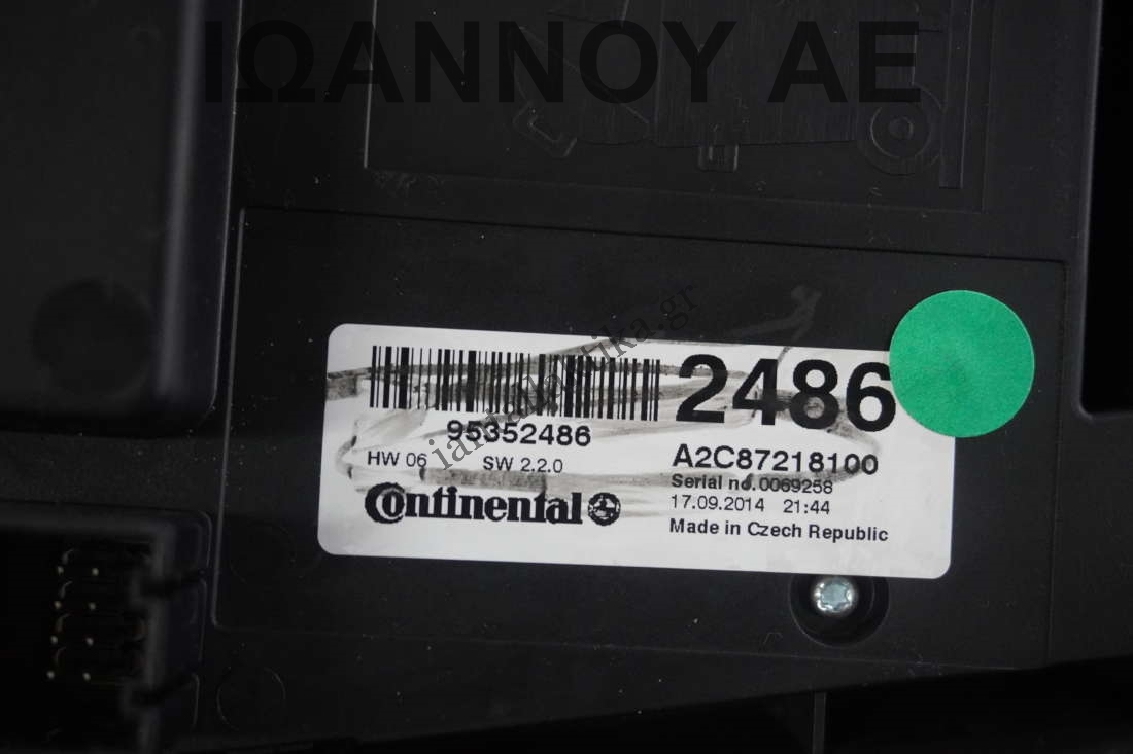 ΙΩΑΝΝΟΥ ΑΕ
2486
95352486
HW 06 SW 2.2.0
A2C87218100
Serial no.0069258
17.09.2014 21:44
Continental
Made in Czech Republic